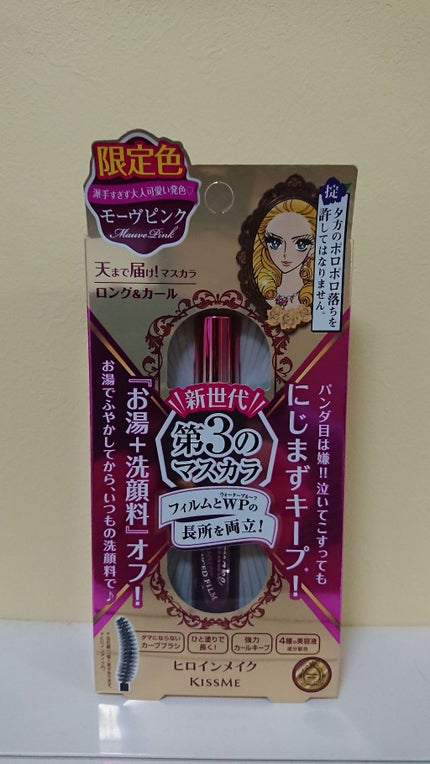 限定色
派手すぎず大人可愛い発色♡
モーヴピンク
Mauve Pink
天まで届け!マスカラ
ロング&カール
掟
夕方のポロポロ落ちを
許してはなりません。
パンダ目は嫌!!泣いてこすっても
にじまずキープ!
新世代
第3の
マスカラ
ウォータープルーフ
フィルムとWPの
長所を両立!
『お湯+洗顔料』オフ!
お湯でふやかしてから、いつもの洗顔料で♪
FILM
ダマにならない
カーブブラシ
ひと塗りで
長く!
強力
カールキープ
4種の美容液
成分配合
ヒロインメイク
KISSME